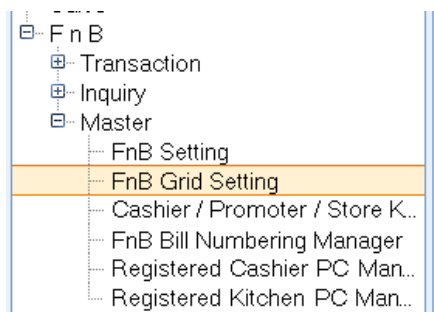 F n B
Transaction
Inquiry
Master
FnB Setting
FnB Grid Setting
Cashier / Promoter / Store K...
FnB Bill Numbering Manager
Registered Cashier PC Man...
Registered Kitchen PC Man...